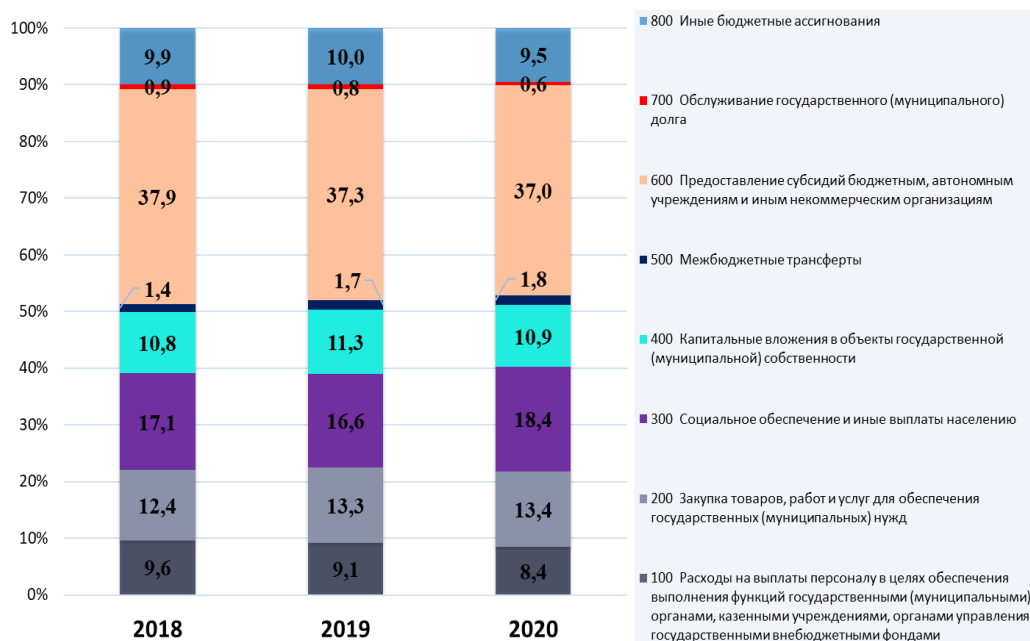 100%
90%
80%
70%
60%
50%
40%
30%
20%
10%
0%
9,9
0,9
37,9
1,4
10,8
17,1
12,4
9,6
2018
10,0
0,8
37,3
1,7
11,3
16,6
13,3
9,1
2019
9,5
0,6
37,0
1,8
10,9
18,4
13,4
8,4
2020
800 Иные бюджетные ассигнования
700 Обслуживание государственного (муниципального)
долга
600 Предоставление субсидий бюджетным, автономным
учреждениям и иным некоммерческим организациям
500 Межбюджетные трансферты
400 Капитальные вложения в объекты государственной
(муниципальной) собственности
300 Социальное обеспечение и иные выплаты населению
200 Закупка товаров, работ и услуг для обеспечения
государственных (муниципальных) нужд
100 Расходы на выплаты персоналу в целях обеспечения
выполнения функций государственными (муниципальными)
органами, казенными учреждениями, органами управления
государственными внебюджетными фондами